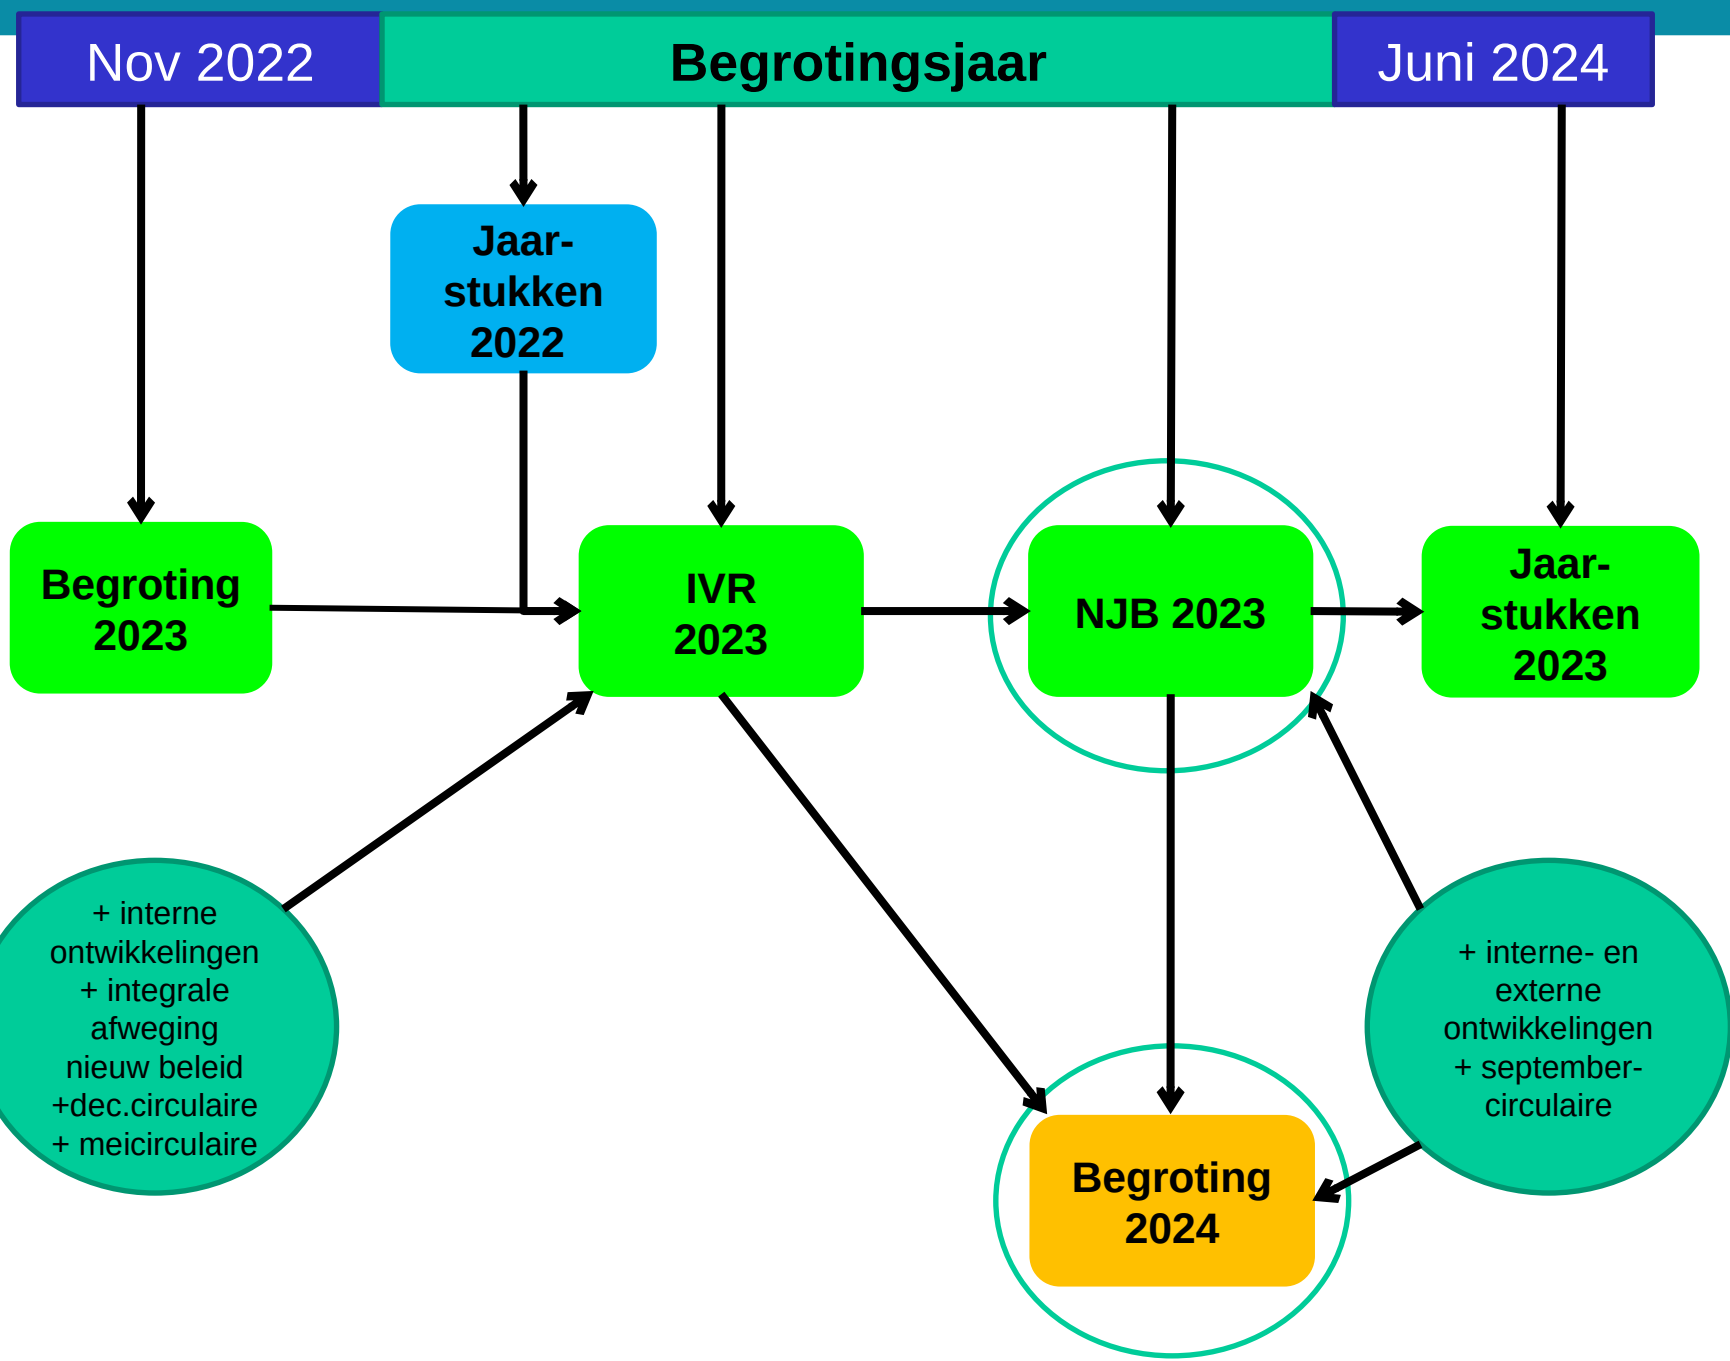 Nov 2022
Begrotingsjaar
Juni 2024
Jaar-
stukken
2022
Begroting
2023
IVR
2023
NJB 2023
Jaar-
stukken
2023
+ interne
ontwikkelingen
+ integrale
afweging
nieuw beleid
+dec.circulaire
+ meicirculaire
+ interne- en
externe
ontwikkelingen
+ september-
circulaire
Begroting
2024